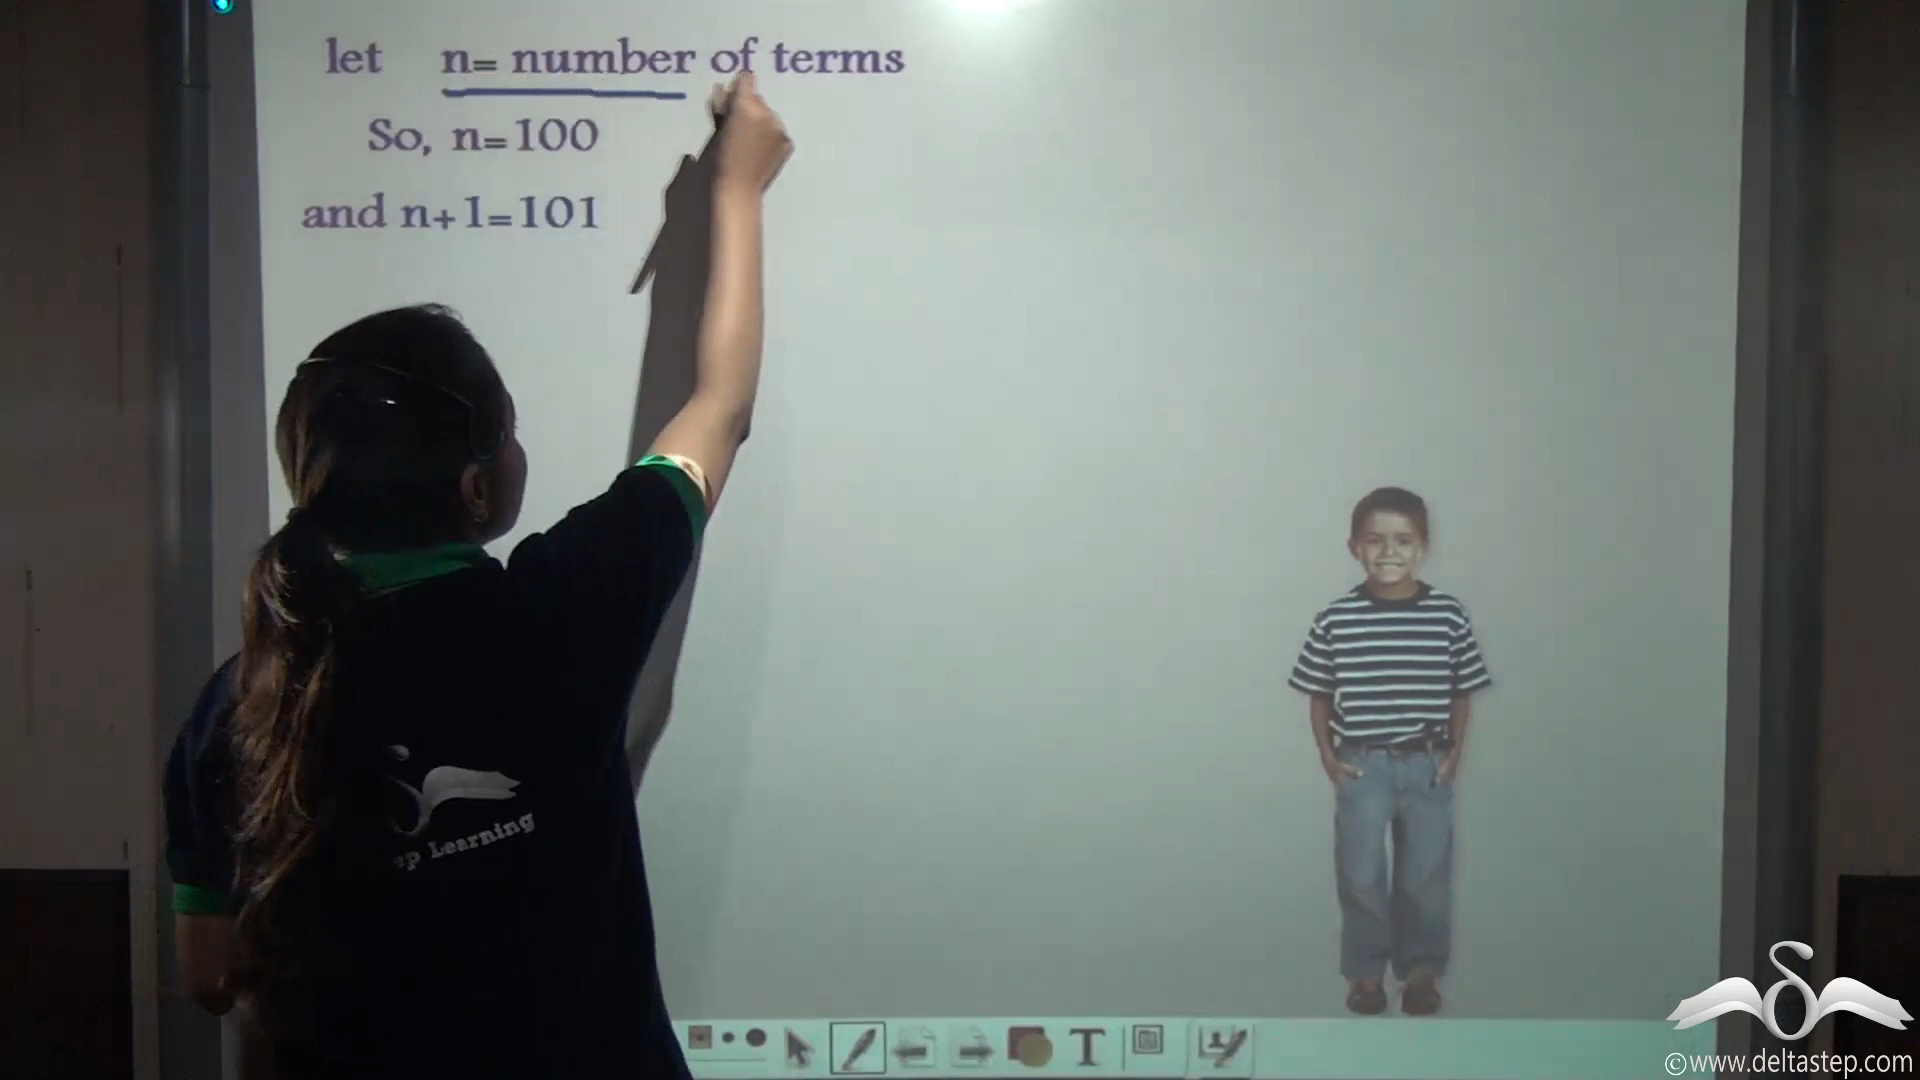 let n= number of terms
So, n=100
and n+1=101
Learning
T
©www.deltastep.com